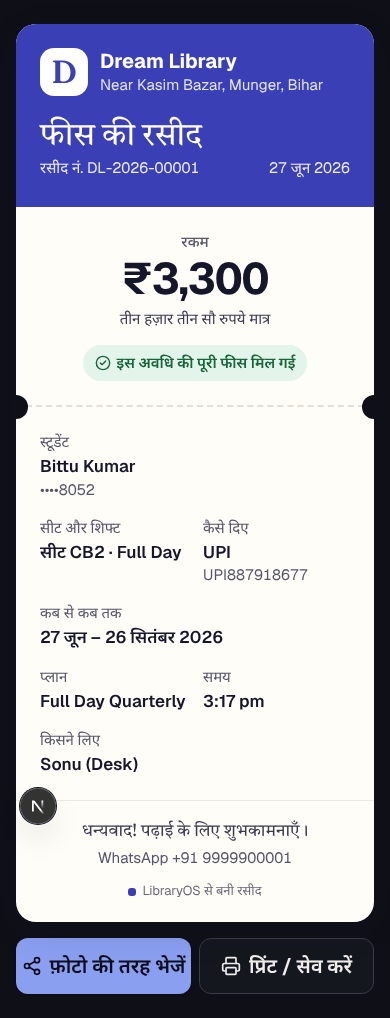 D
Dream Library
Near Kasim Bazar, Munger, Bihar
फीस की रसीद
रसीद नं. DL-2026-00001 27 जून 2026
रकम
₹3,300
तीन हज़ार तीन सौ रुपये मात्र
इस अवधि की पूरी फीस मिल गई
स्टूडेंट
Bittu Kumar
••••8052
सीट और शिफ्ट कैसे दिए
सीट CB2 · Full Day UPI
UPI887918677
कब से कब तक
27 जून – 26 सितंबर 2026
प्लान समय
Full Day Quarterly 3:17 pm
किसने लिए
Sonu (Desk)
N
धन्यवाद! पढ़ाई के लिए शुभकामनाएँ।
WhatsApp +91 9999900001
LibraryOS से बनी रसीद
फ़ोटो की तरह भेजें प्रिंट / सेव करें